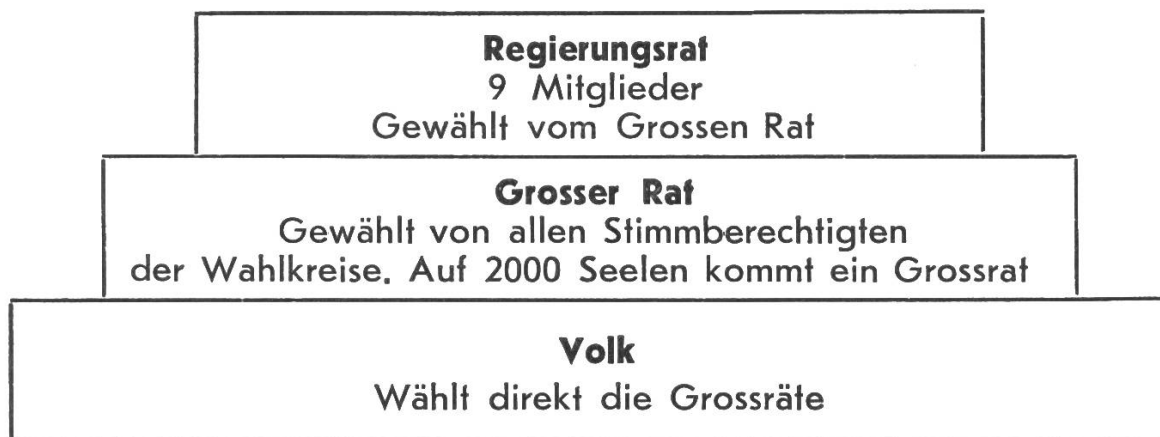 Regierungsrat
9 Mitglieder
Gewählt vom Grossen Rat
Grosser Rat
Gewählt von allen Stimmberechtigten
der Wahlkreise. Auf 2000 Seelen kommt ein Grossrat
Volk
Wählt direkt die Grossräte